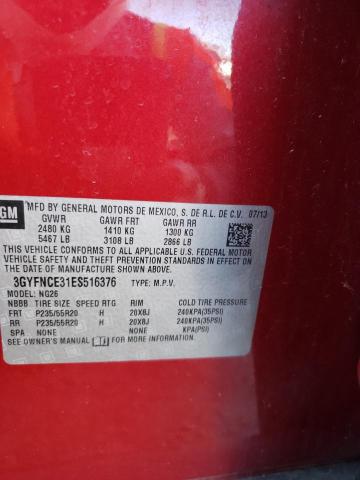 GM
MFD BY GENERAL MOTORS DE MEXICO, S. DE R.L. DE C.V. 07/13
GVWR GAWR FRT GAWR RR
2480 KG 1410 KG 1300 KG
5467 LB 3108 LB 2866 LB
THIS VEHICLE CONFORMS TO ALL APPLICABLE U.S. FEDERAL MOTOR
VEHICLE SAFETY, BUMPER, AND THEFT PREVENTION STANDARDS IN
EFFECT ON THE DATE OF MANUFACTURE SHOWN ABOVE.
3GYFNCE31ES516376 TYPE: M.P.V.
MODEL: NG26
NBBB TIRE SIZE SPEED RTG RIM COLD TIRE PRESSURE
FRT P235/55R20 H 20X8J 240KPA(35PSI)
RR P235/55R20 H 20X8J 240KPA(35PSI)
SPA NONE NONE KPA(PSI)
SEE OWNER'S MANUAL FOR ADDITIONAL INFORMATION.